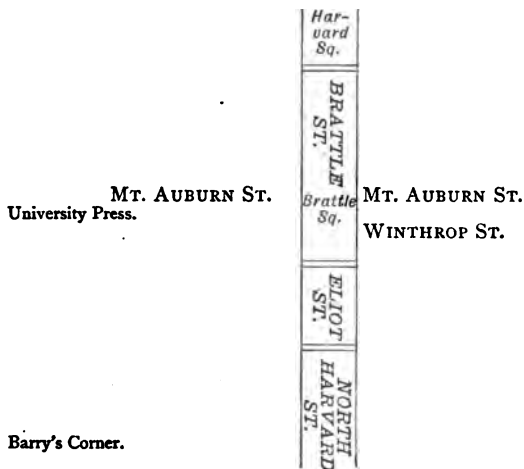 Har-
vard
Sq.
BRATTLE
ST.
MT. AUBURN ST.
Brattle
Sq.
MT. AUBURN ST.
University Press.
WINTHROP ST.
ELIOT
ST.
NORTH
HARVARD
ST.
Barry's Corner.